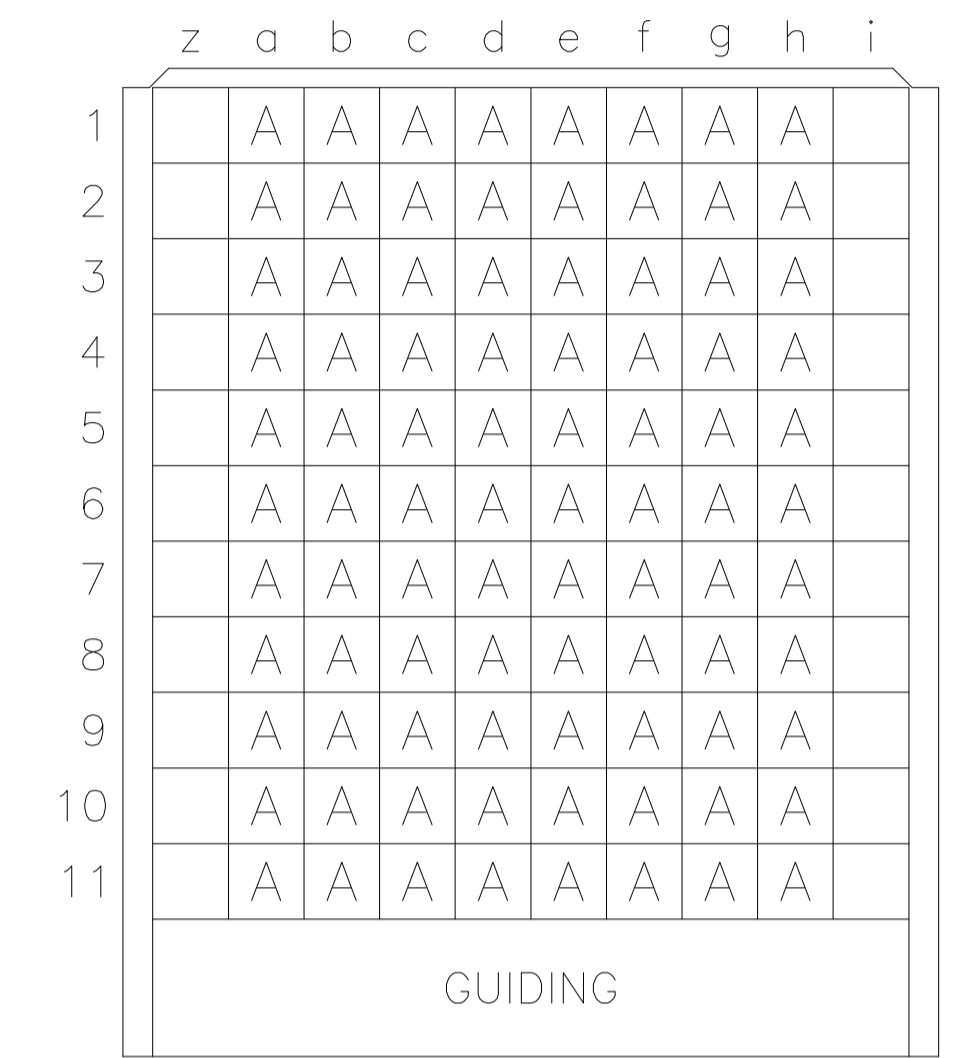 z a b c d e f g h i
1 A A A A A A A A
2 A A A A A A A A
3 A A A A A A A A
4 A A A A A A A A
5 A A A A A A A A
6 A A A A A A A A
7 A A A A A A A A
8 A A A A A A A A
9 A A A A A A A A
10 A A A A A A A A
11 A A A A A A A A
GUIDING